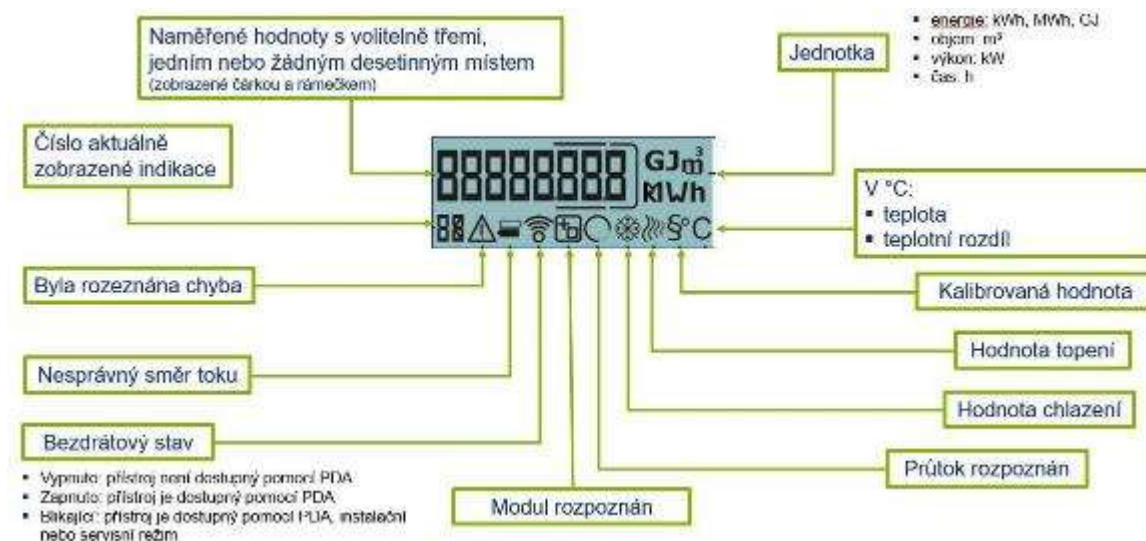 Naměřené hodnoty s volitelně třemi,
jedním nebo žádným desetinným místem
(zobrazené čárkou a rámečkem)
Jednotka
▪ energie: kWh, MWh, GJ
▪ objem: m³
▪ výkon: kW
▪ čas: h
Číslo aktuálně
zobrazené indikace
88888888 GJ m³
kMWh
88 §°C
V °C:
▪ teplota
▪ teplotní rozdíl
Byla rozeznána chyba
Kalibrovaná hodnota
Hodnota topení
Nesprávný směr toku
Hodnota chlazení
Bezdrátový stav
Průtok rozpoznán
Modul rozpoznán
▪ Vypnuto: přístroj není dostupný pomocí PDA
▪ Zapnuto: přístroj je dostupný pomocí PDA
▪ Blikající: přístroj je dostupný pomocí PDA, instalační
nebo servisní režim